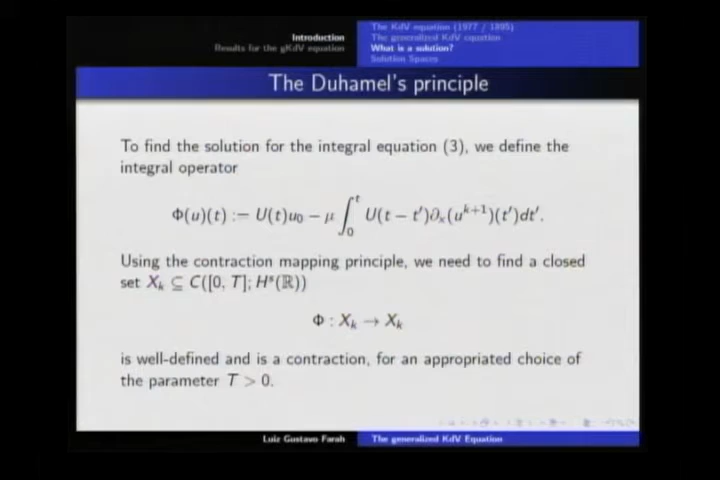 The KdV equation (1977 / 1895)
Introduction
The generalized KdV equation
Results for the gKdV equation
What is a solution?
Solution Spaces
The Duhamel's principle
To find the solution for the integral equation (3), we define the
integral operator
Φ(u)(t) := U(t)u₀ − μ ∫₀ᵗ U(t − t′)∂ₓ(uᵏ⁺¹)(t′)dt′.
Using the contraction mapping principle, we need to find a closed
set Xₖ ⊆ C([0, T]; Hˢ(ℝ))
Φ : Xₖ → Xₖ
is well-defined and is a contraction, for an appropriated choice of
the parameter T > 0.
Luiz Gustavo Farah
The generalized KdV Equation